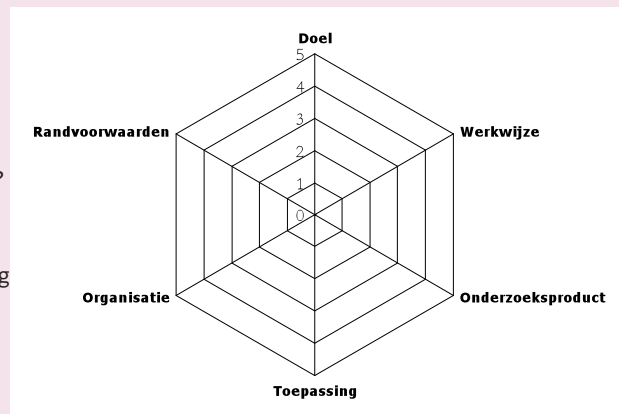 Doel
5
4
Randvoorwaarden
Werkwijze
3
2
1
0
g
Organisatie
Onderzoeksproduct
Toepassing